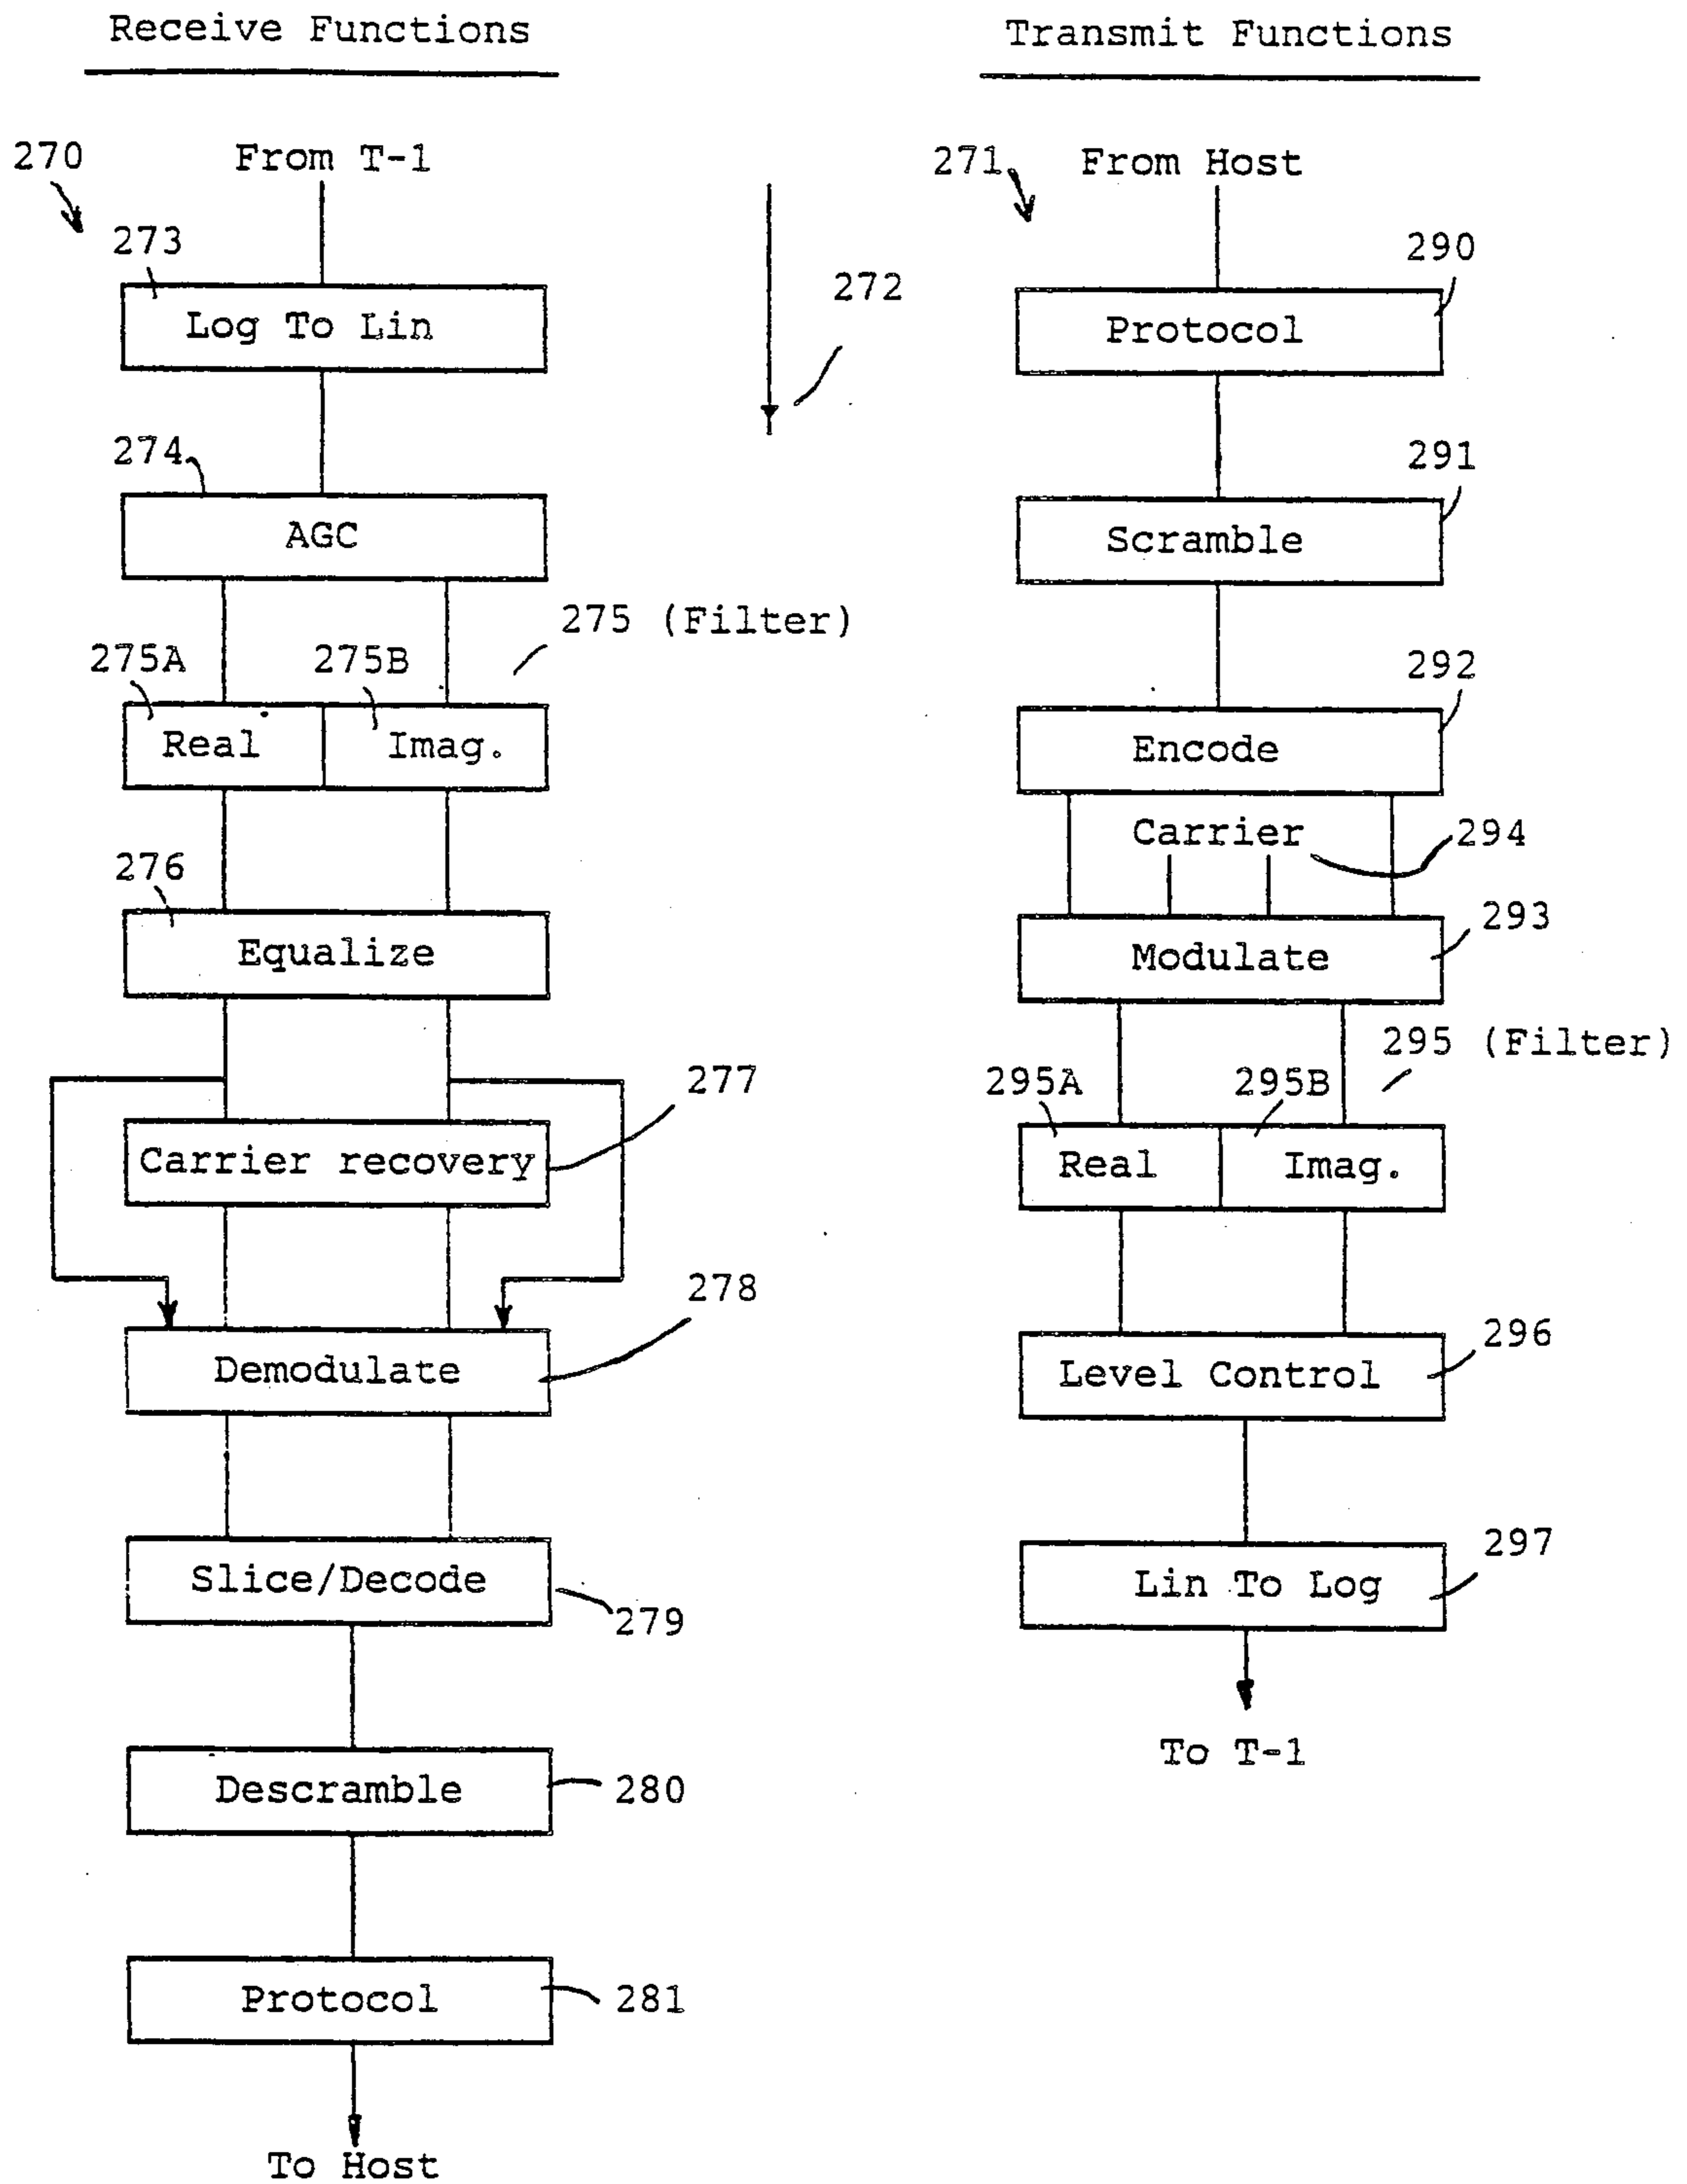 Receive Functions
270
From T-1
273
Log To Lin
274
AGC
275 (Filter)
275A
275B
Real
Imag.
276
Equalize
277
Carrier recovery
278
Demodulate
Slice/Decode
279
Descramble
280
Protocol
281
To Host
272
Transmit Functions
271
From Host
290
Protocol
291
Scramble
292
Encode
Carrier
294
293
Modulate
295 (Filter)
295A
295B
Real
Imag.
296
Level Control
297
Lin To Log
To T-1